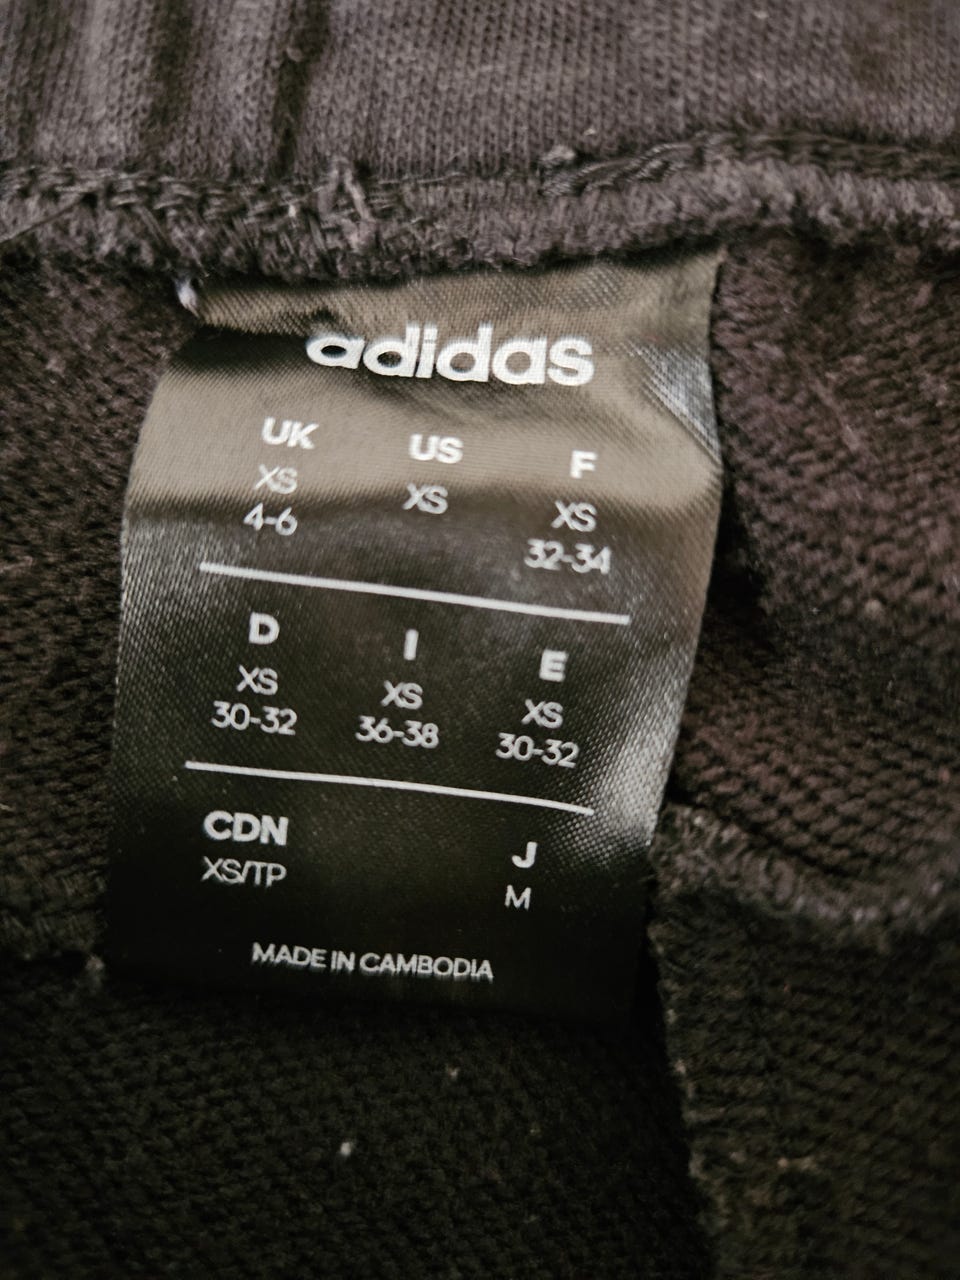 adidas
UK US F
XS XS XS
4-6 32-34
D I E
XS XS XS
30-32 36-38 30-32
CDN J
XS/TP M
MADE IN CAMBODIA